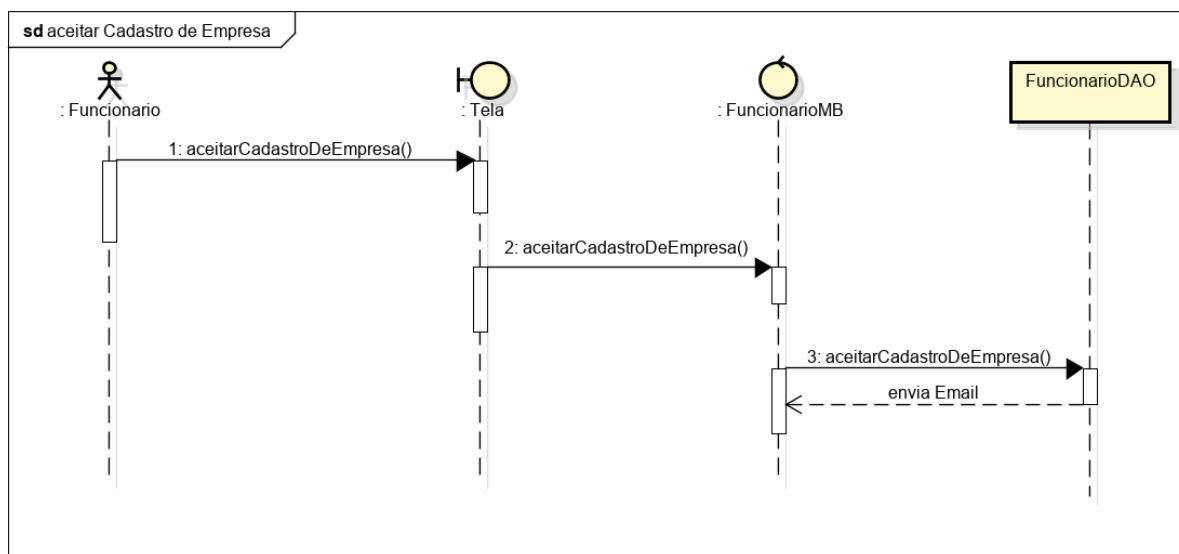 sd aceitar Cadastro de Empresa
: Funcionario
: Tela
: FuncionarioMB
FuncionarioDAO
1: aceitarCadastroDeEmpresa()
2: aceitarCadastroDeEmpresa()
3: aceitarCadastroDeEmpresa()
envia Email